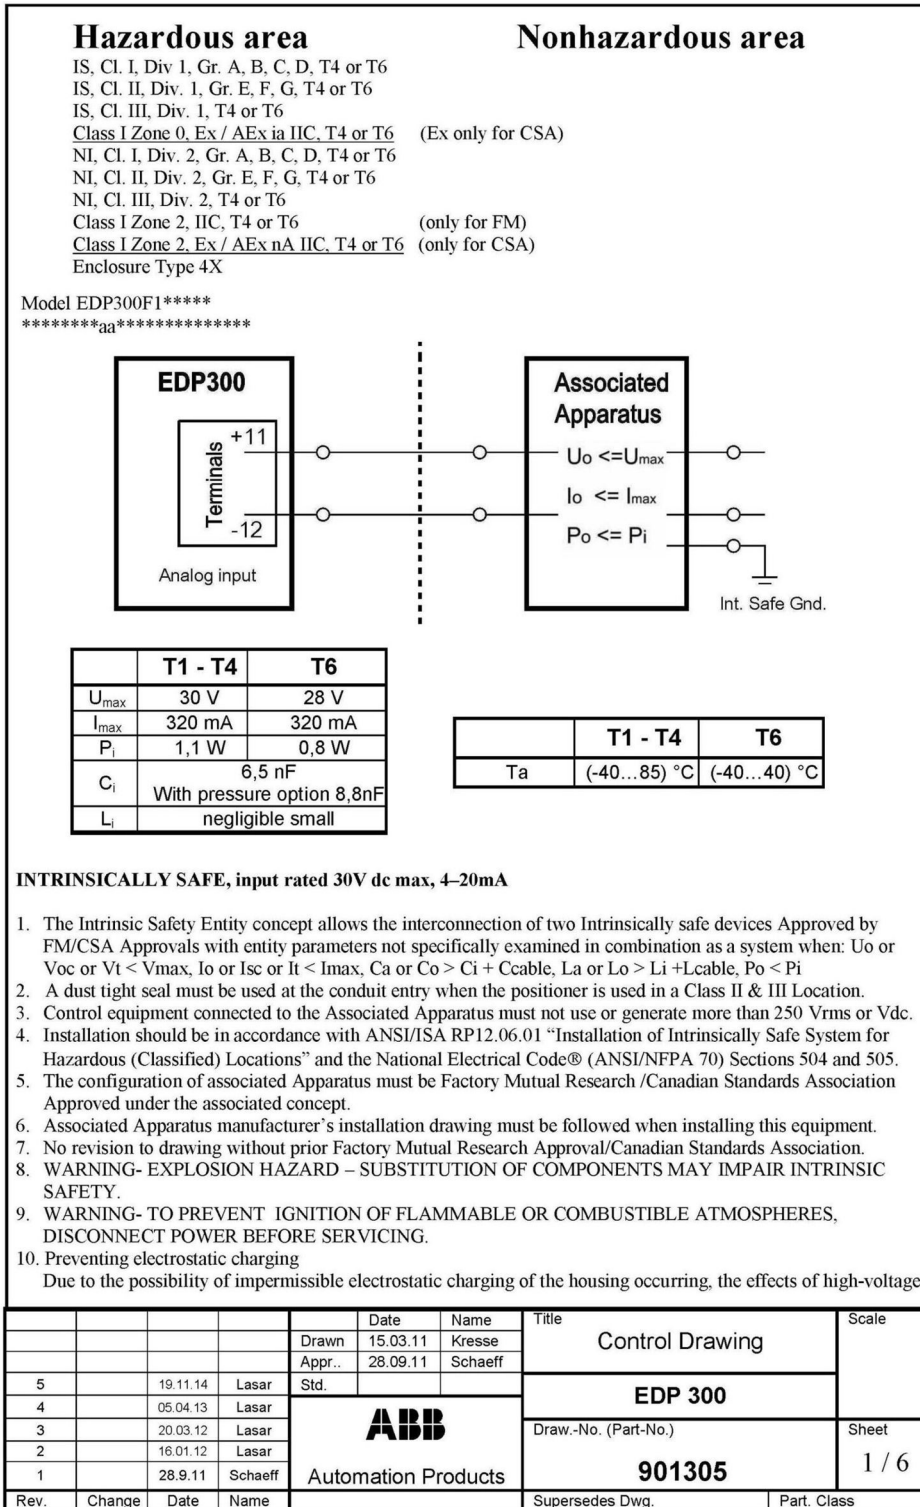 Hazardous area
Nonhazardous area
IS, Cl. I, Div 1, Gr. A, B, C, D, T4 or T6
IS, Cl. II, Div. 1, Gr. E, F, G, T4 or T6
IS, Cl. III, Div. 1, T4 or T6
Class I Zone 0, Ex / AEx ia IIC, T4 or T6 (Ex only for CSA)
NI, Cl. I, Div. 2, Gr. A, B, C, D, T4 or T6
NI, Cl. II, Div. 2, Gr. E, F, G, T4 or T6
NI, Cl. III, Div. 2, T4 or T6
Class I Zone 2, IIC, T4 or T6 (only for FM)
Class I Zone 2, Ex / AEx nA IIC, T4 or T6 (only for CSA)
Enclosure Type 4X
Model EDP300F1*****
********aa**************
EDP300
Terminals
+11
-12
Analog input
Associated
Apparatus
Uo <=Umax
Io <= Imax
Po <= Pi
Int. Safe Gnd.
T1 - T4 T6
Umax 30 V 28 V
Imax 320 mA 320 mA
Pi 1,1 W 0,8 W
Ci 6,5 nF
With pressure option 8,8nF
Li negligible small
T1 - T4 T6
Ta (-40...85) °C (-40...40) °C
INTRINSICALLY SAFE, input rated 30V dc max, 4–20mA
1. The Intrinsic Safety Entity concept allows the interconnection of two Intrinsically safe devices Approved by
FM/CSA Approvals with entity parameters not specifically examined in combination as a system when: Uo or
Voc or Vt < Vmax, Io or Isc or It < Imax, Ca or Co > Ci + Ccable, La or Lo > Li +Lcable, Po < Pi
2. A dust tight seal must be used at the conduit entry when the positioner is used in a Class II & III Location.
3. Control equipment connected to the Associated Apparatus must not use or generate more than 250 Vrms or Vdc.
4. Installation should be in accordance with ANSI/ISA RP12.06.01 “Installation of Intrinsically Safe System for
Hazardous (Classified) Locations” and the National Electrical Code® (ANSI/NFPA 70) Sections 504 and 505.
5. The configuration of associated Apparatus must be Factory Mutual Research /Canadian Standards Association
Approved under the associated concept.
6. Associated Apparatus manufacturer’s installation drawing must be followed when installing this equipment.
7. No revision to drawing without prior Factory Mutual Research Approval/Canadian Standards Association.
8. WARNING- EXPLOSION HAZARD – SUBSTITUTION OF COMPONENTS MAY IMPAIR INTRINSIC
SAFETY.
9. WARNING- TO PREVENT IGNITION OF FLAMMABLE OR COMBUSTIBLE ATMOSPHERES,
DISCONNECT POWER BEFORE SERVICING.
10. Preventing electrostatic charging
Due to the possibility of impermissible electrostatic charging of the housing occurring, the effects of high-voltage
Date Name
Drawn 15.03.11 Kresse
Appr.. 28.09.11 Schaeff
Std.
5 19.11.14 Lasar
4 05.04.13 Lasar
3 20.03.12 Lasar
2 16.01.12 Lasar
1 28.9.11 Schaeff
Rev. Change Date Name
ABB
Automation Products
Title
Control Drawing
EDP 300
Draw.-No. (Part-No.)
901305
Supersedes Dwg.
Scale
Sheet
1 / 6
Part. Class